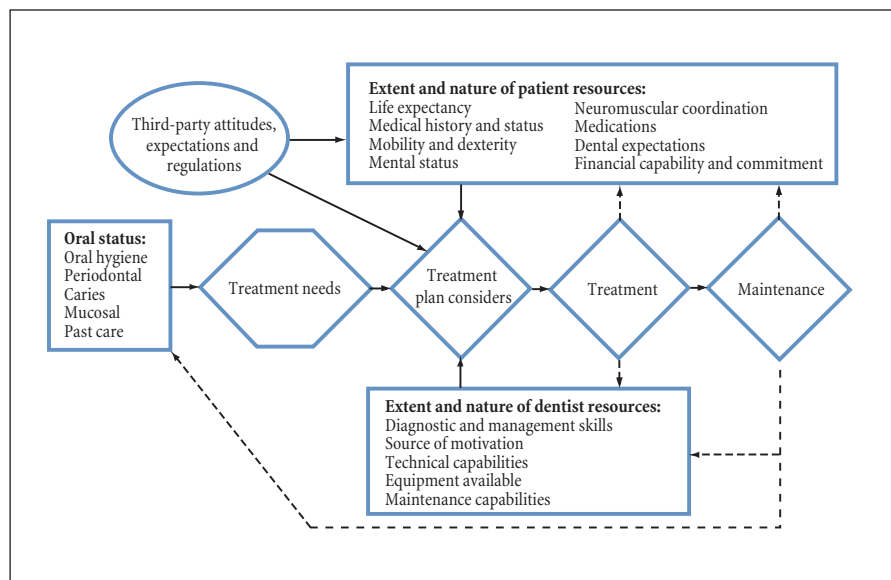 Extent and nature of patient resources:
Life expectancy
Medical history and status
Mobility and dexterity
Mental status
Neuromuscular coordination
Medications
Dental expectations
Financial capability and commitment
Third-party attitudes,
expectations and
regulations
Oral status:
Oral hygiene
Periodontal
Caries
Mucosal
Past care
Treatment needs
Treatment
plan considers
Treatment
Maintenance
Extent and nature of dentist resources:
Diagnostic and management skills
Source of motivation
Technical capabilities
Equipment available
Maintenance capabilities